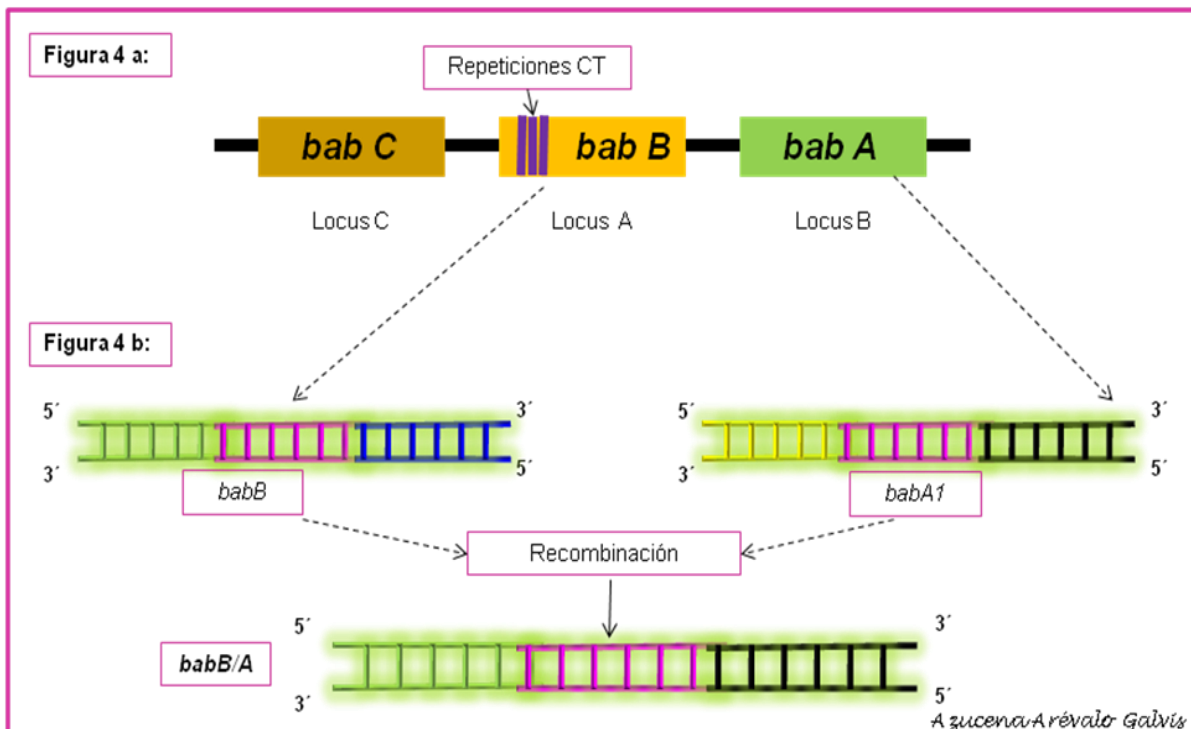 Figura 4 a:
Repeticiones CT
bab C
bab B
bab A
Locus C
Locus A
Locus B
Figura 4 b:
5´ 3´ 5´ 3´
3´ 5´ 3´ 5´
babB
babA1
Recombinación
5´ 3´
babB/A
3´ 5´
Azucena Arévalo Galvis